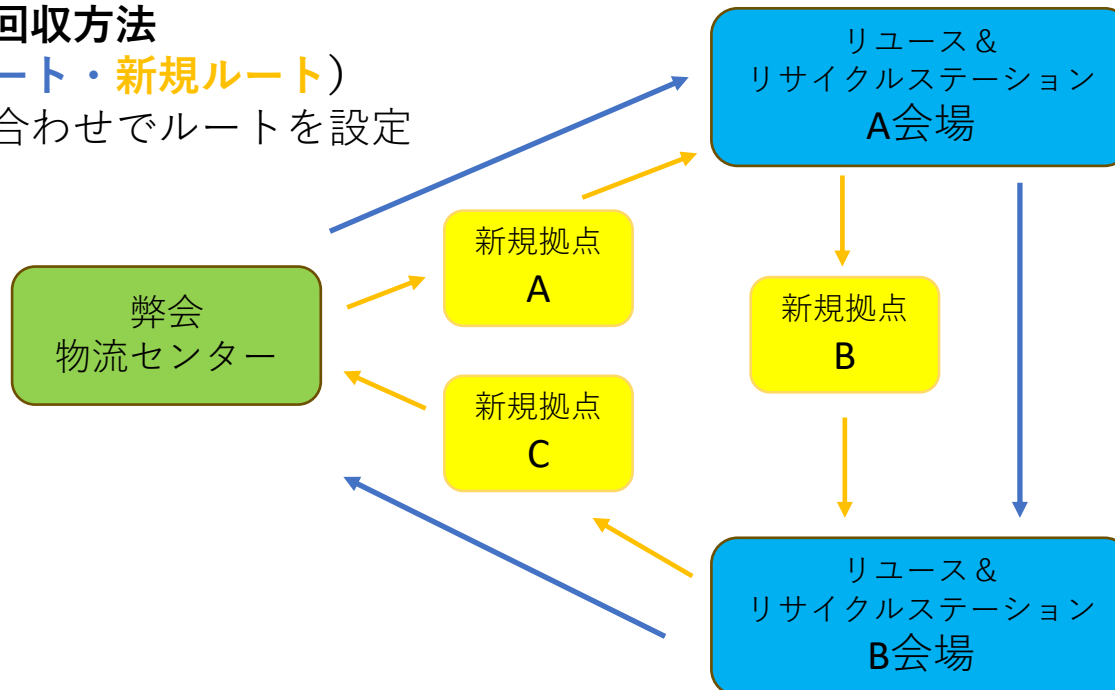 回収方法
ート・新規ルート）
合わせでルートを設定
リユース＆
リサイクルステーション
A会場
新規拠点
A
弊会
物流センター
新規拠点
B
新規拠点
C
リユース＆
リサイクルステーション
B会場